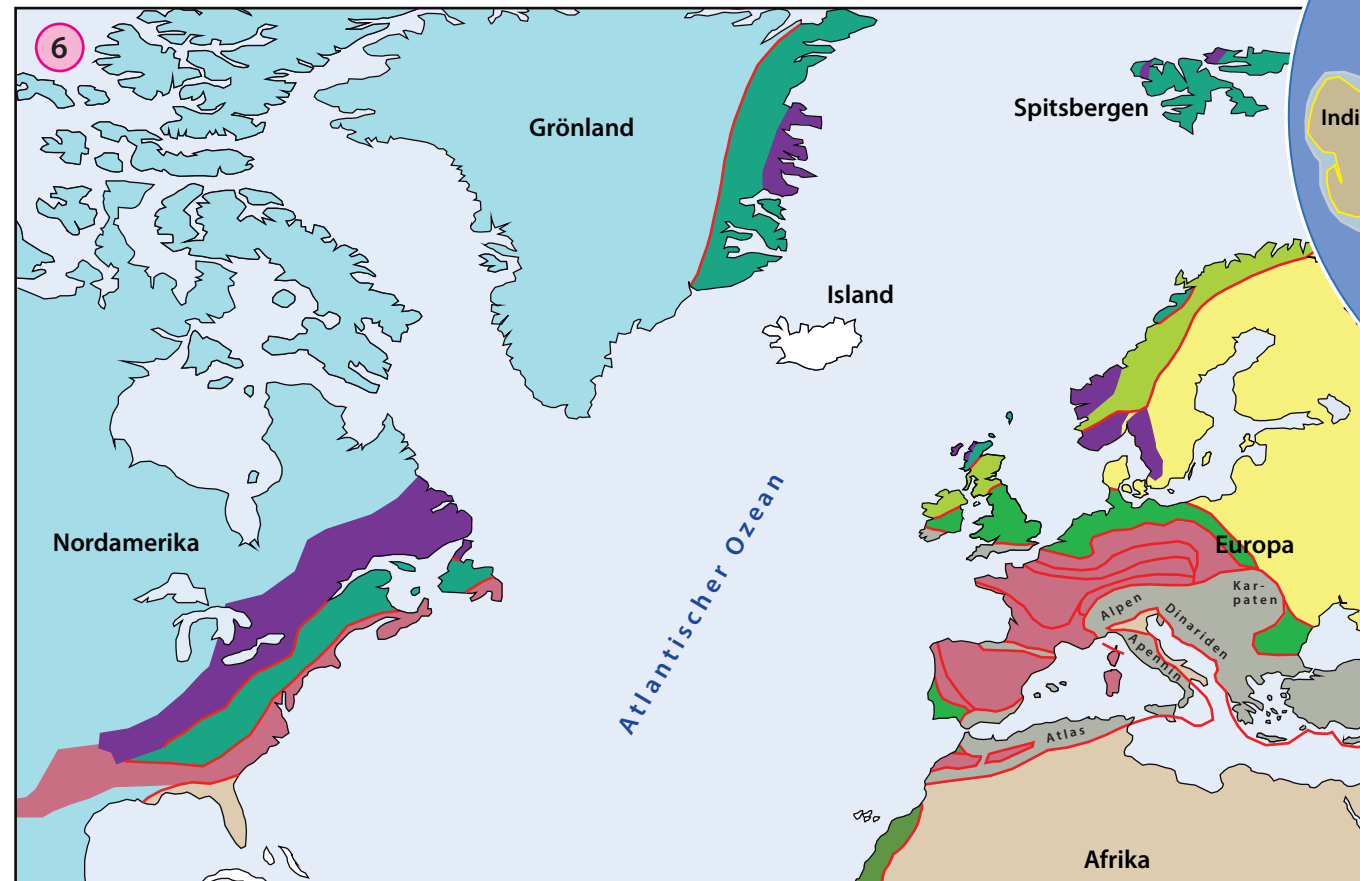 6
Grönland
Spitsbergen
Indi
Island
Nordamerika
Atlantischer Ozean
Europa
Kar-
paten
Alpen
Dinariden
Apennin
Atlas
Afrika